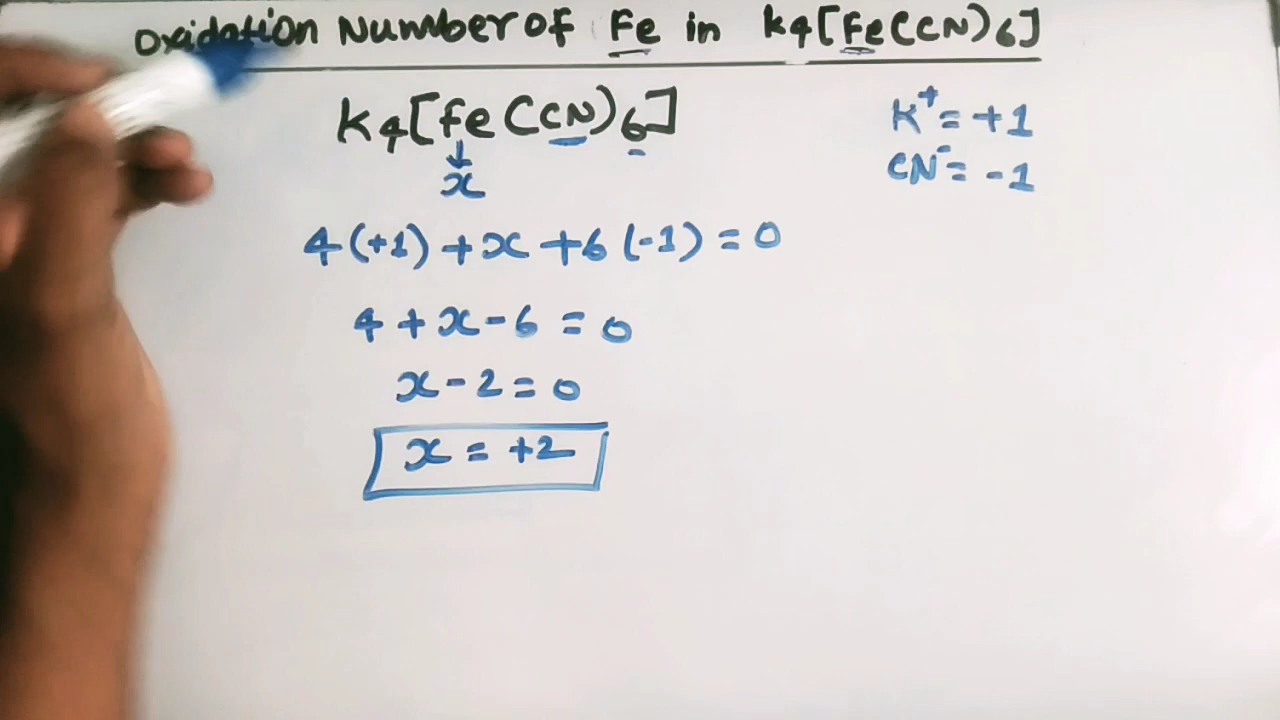 Oxidation Number of Fe in K4[Fe(CN)6]
K4[Fe(CN)6]
x
K+ = +1
CN- = -1
4(+1) + x + 6(-1) = 0
4 + x - 6 = 0
x - 2 = 0
x = +2